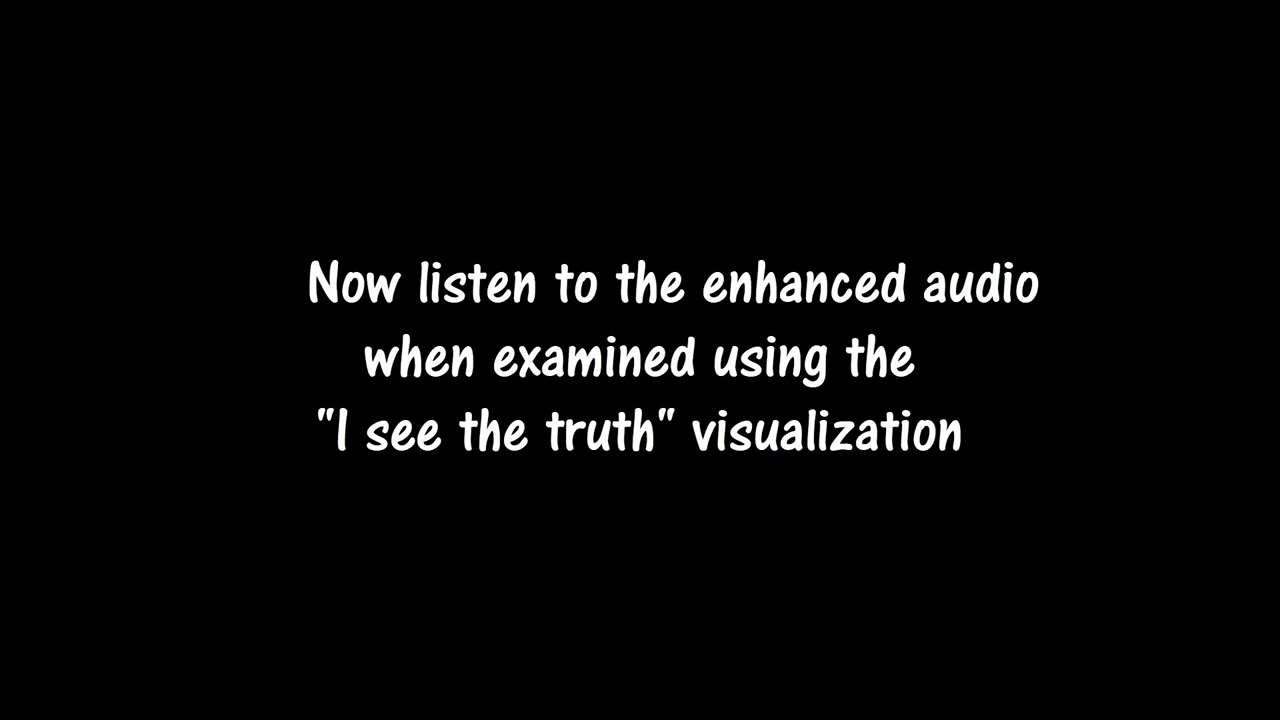 Now listen to the enhanced audio
when examined using the
"I see the truth" visualization